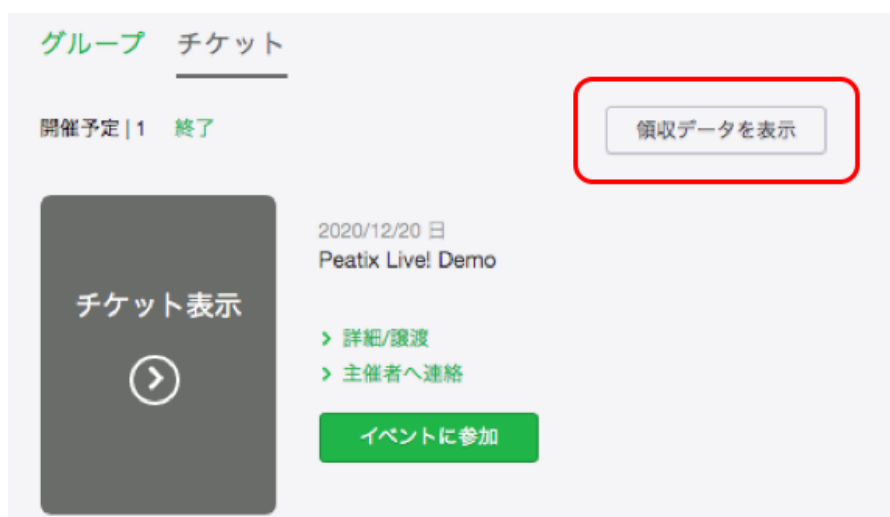 グループ チケット
開催予定 | 1 終了
領収データを表示
チケット表示
2020/12/20 日
Peatix Live! Demo
> 詳細/譲渡
> 主催者へ連絡
イベントに参加